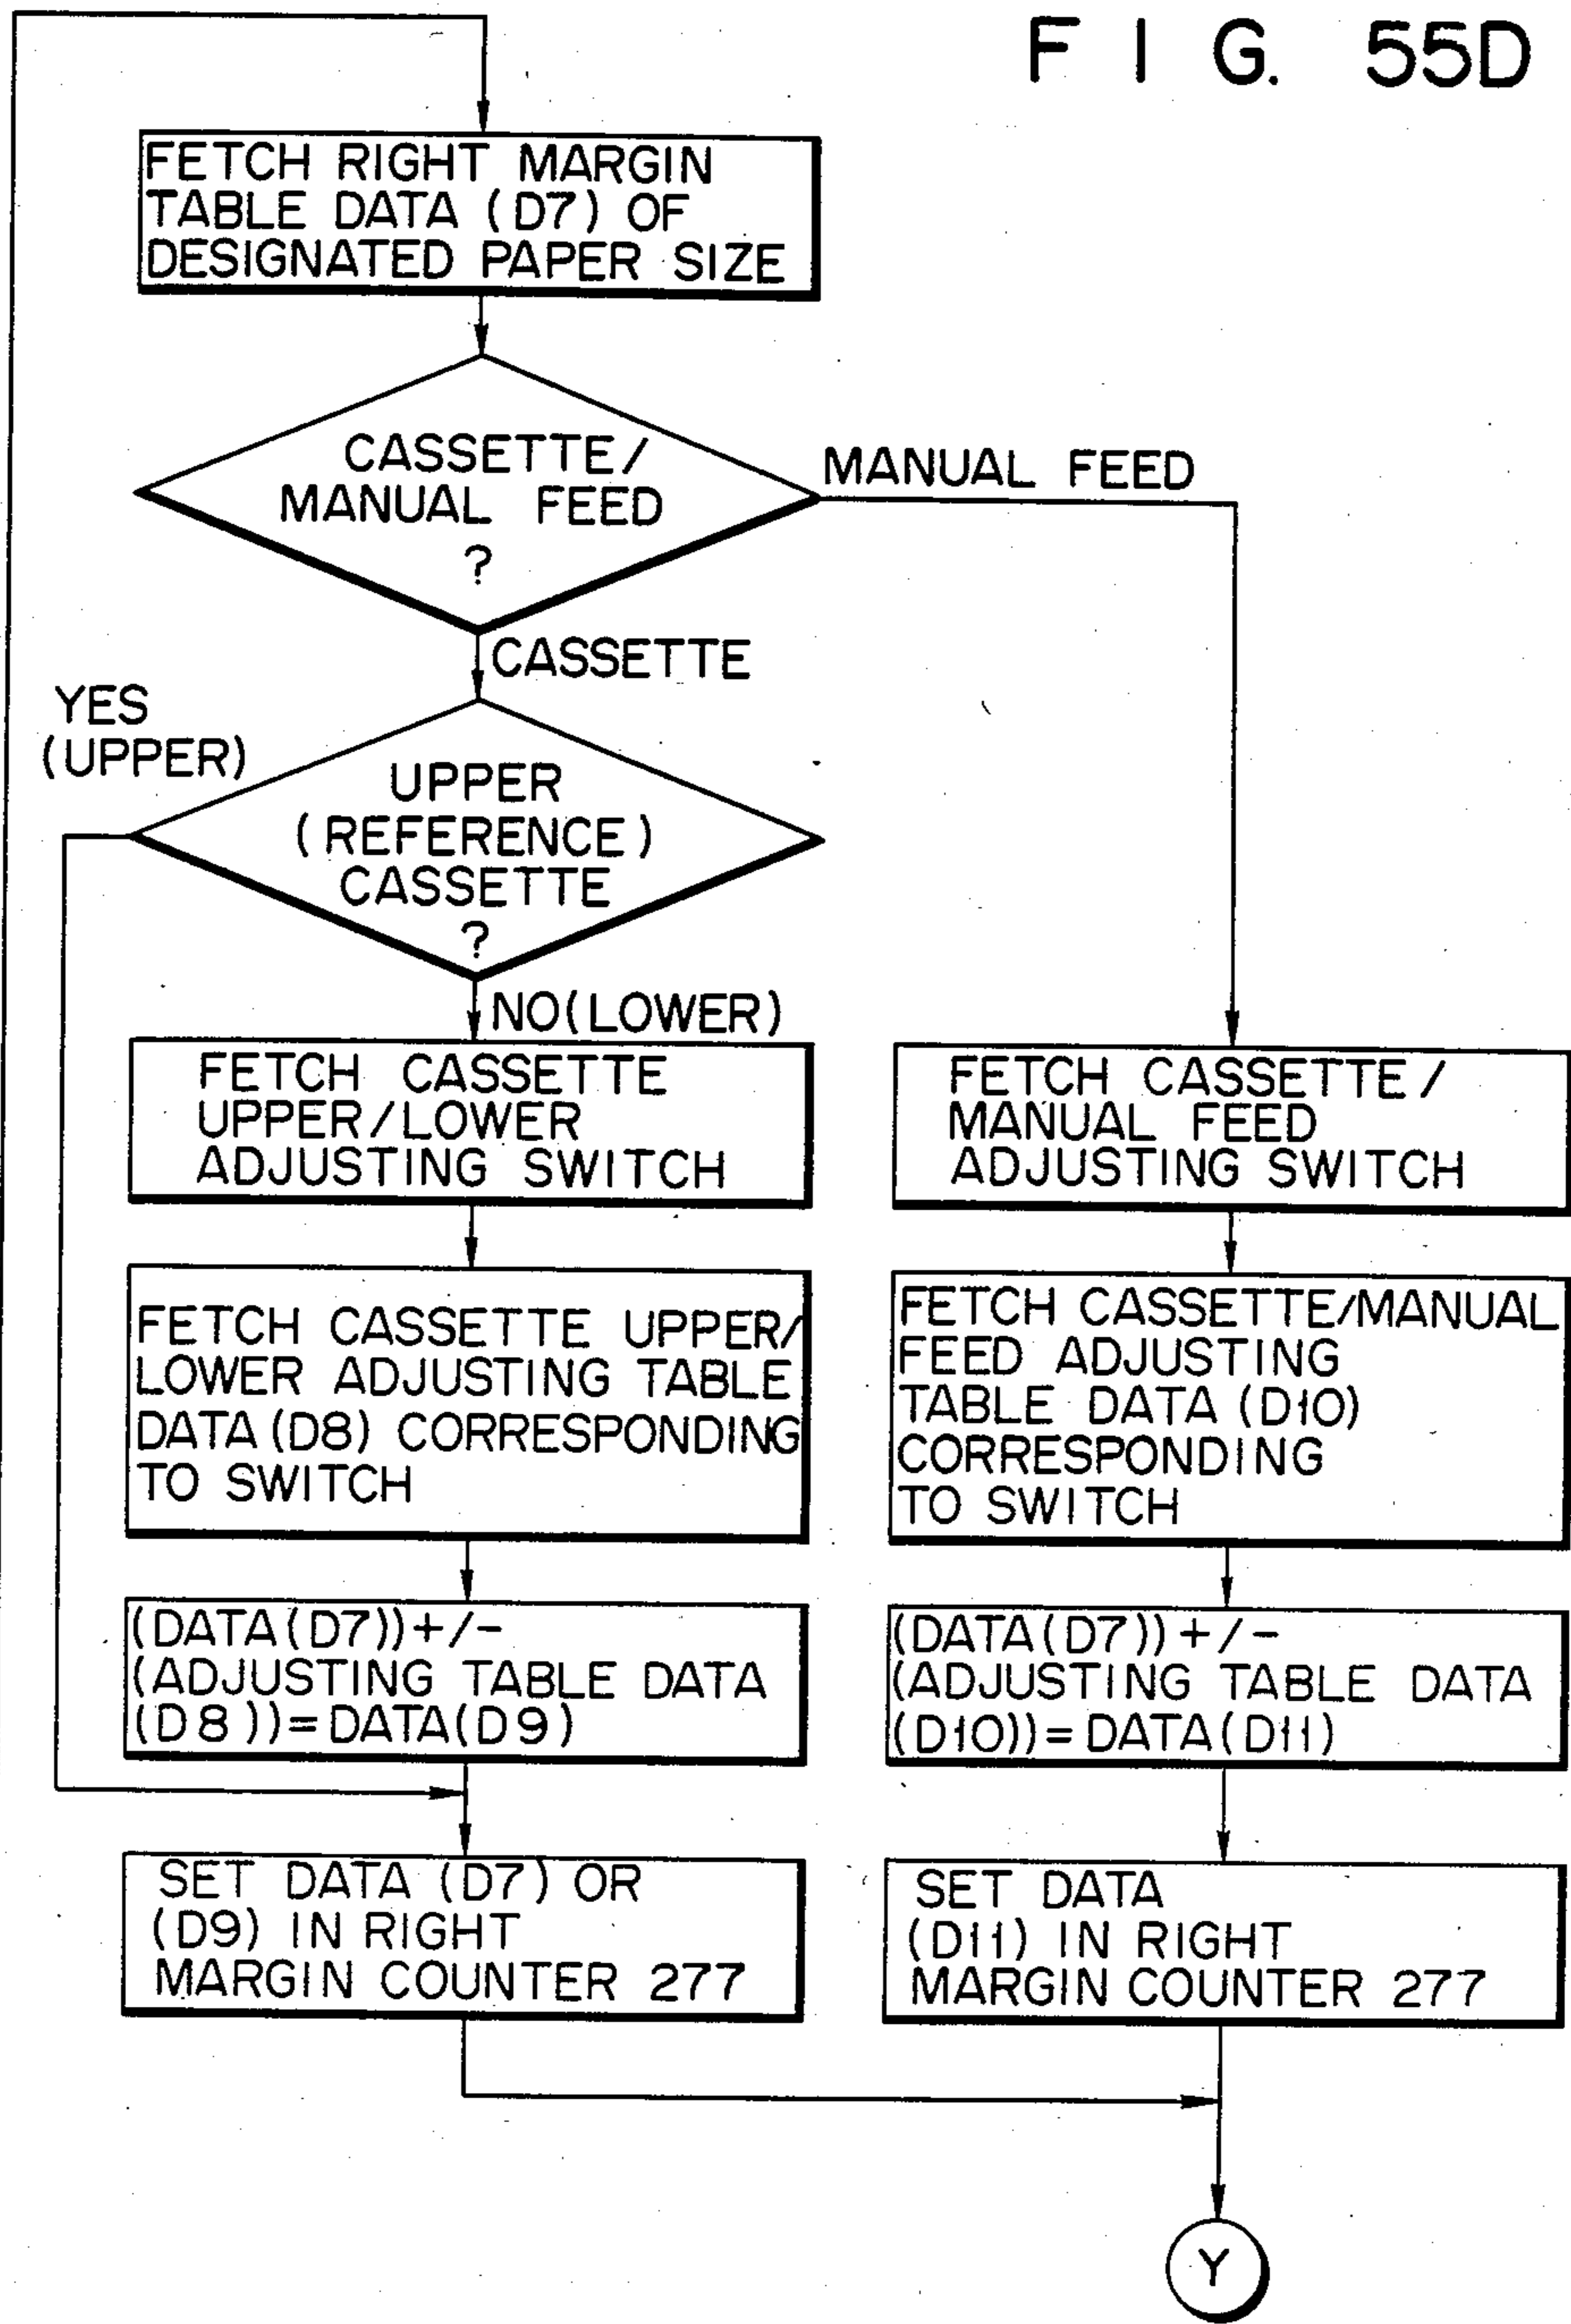 F I G. 55D
FETCH RIGHT MARGIN
TABLE DATA (D7) OF
DESIGNATED PAPER SIZE
CASSETTE/
MANUAL FEED
?
MANUAL FEED
CASSETTE
YES
(UPPER)
UPPER
(REFERENCE)
CASSETTE
?
NO(LOWER)
FETCH CASSETTE
UPPER/LOWER
ADJUSTING SWITCH
FETCH CASSETTE UPPER/
LOWER ADJUSTING TABLE
DATA(D8) CORRESPONDING
TO SWITCH
(DATA(D7))+/-
(ADJUSTING TABLE DATA
(D8))=DATA(D9)
SET DATA (D7) OR
(D9) IN RIGHT
MARGIN COUNTER 277
FETCH CASSETTE/
MANUAL FEED
ADJUSTING SWITCH
FETCH CASSETTE/MANUAL
FEED ADJUSTING
TABLE DATA (D10)
CORRESPONDING
TO SWITCH
(DATA(D7))+/-
(ADJUSTING TABLE DATA
(D10))=DATA(D11)
SET DATA
(D11) IN RIGHT
MARGIN COUNTER 277
Y